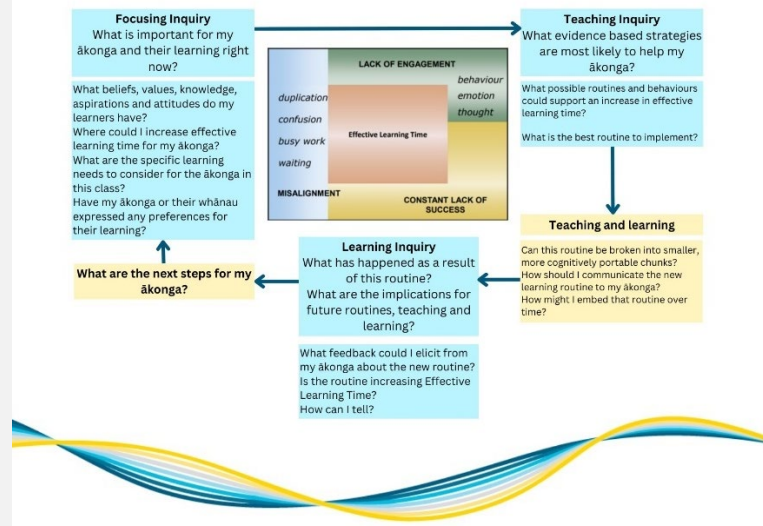 Focusing Inquiry
What is important for my
ākonga and their learning right
now?
What beliefs, values, knowledge,
aspirations and attitudes do my
learners have?
Where could I increase effective
learning time for my ākonga?
What are the specific learning
needs to consider for the ākonga in
this class?
Have my ākonga or their whānau
expressed any preferences for
their learning?
LACK OF ENGAGEMENT
behaviour
emotion
thought
duplication
confusion
busy work
waiting
Effective Learning Time
MISALIGNMENT
CONSTANT LACK OF
SUCCESS
Teaching Inquiry
What evidence based strategies
are most likely to help my
ākonga?
What possible routines and behaviours
could support an increase in effective
learning time?
What is the best routine to implement?
Teaching and learning
Can this routine be broken into smaller,
more cognitively portable chunks?
How should I communicate the new
learning routine to my ākonga?
How might I embed that routine over
time?
Learning Inquiry
What has happened as a result
of this routine?
What are the implications for
future routines, teaching and
learning?
What feedback could I elicit from
my ākonga about the new routine?
Is the routine increasing Effective
Learning Time?
How can I tell?
What are the next steps for my
ākonga?